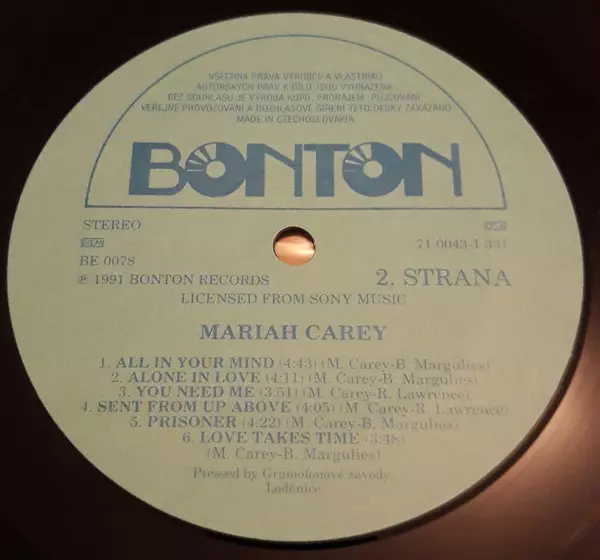 VŠECHNA PRÁVA VÝROBCE A VLASTNÍKŮ
AUTORSKÝCH PRÁV K DÍLU JSOU VYHRAZENA.
BEZ SOUHLASU JE VÝROBA KOPIÍ, PRONÁJEM, PŮJČOVÁNÍ,
VEŘEJNÉ PROVOZOVÁNÍ A ROZHLASOVÉ ŠÍŘENÍ TÉTO DESKY ZAKÁZÁNO
MADE IN CZECHOSLOVAKIA
BONTON
STEREO
71 0043-1 331
BE 0078
℗ 1991 BONTON RECORDS
2. STRANA
LICENSED FROM SONY MUSIC
MARIAH CAREY
1. ALL IN YOUR MIND (4:43) (M. Carey-B. Margulies)
2. ALONE IN LOVE (4:11) (M. Carey-B. Margulies)
3. YOU NEED ME (3:51) (M. Carey-R. Lawrence)
4. SENT FROM UP ABOVE (4:05) (M. Carey-R. Lawrence)
5. PRISONER (4:22) (M. Carey-B. Margulies)
6. LOVE TAKES TIME (3:48)
(M. Carey-B. Margulies)
Pressed by Gramofonové závody,
Loděnice